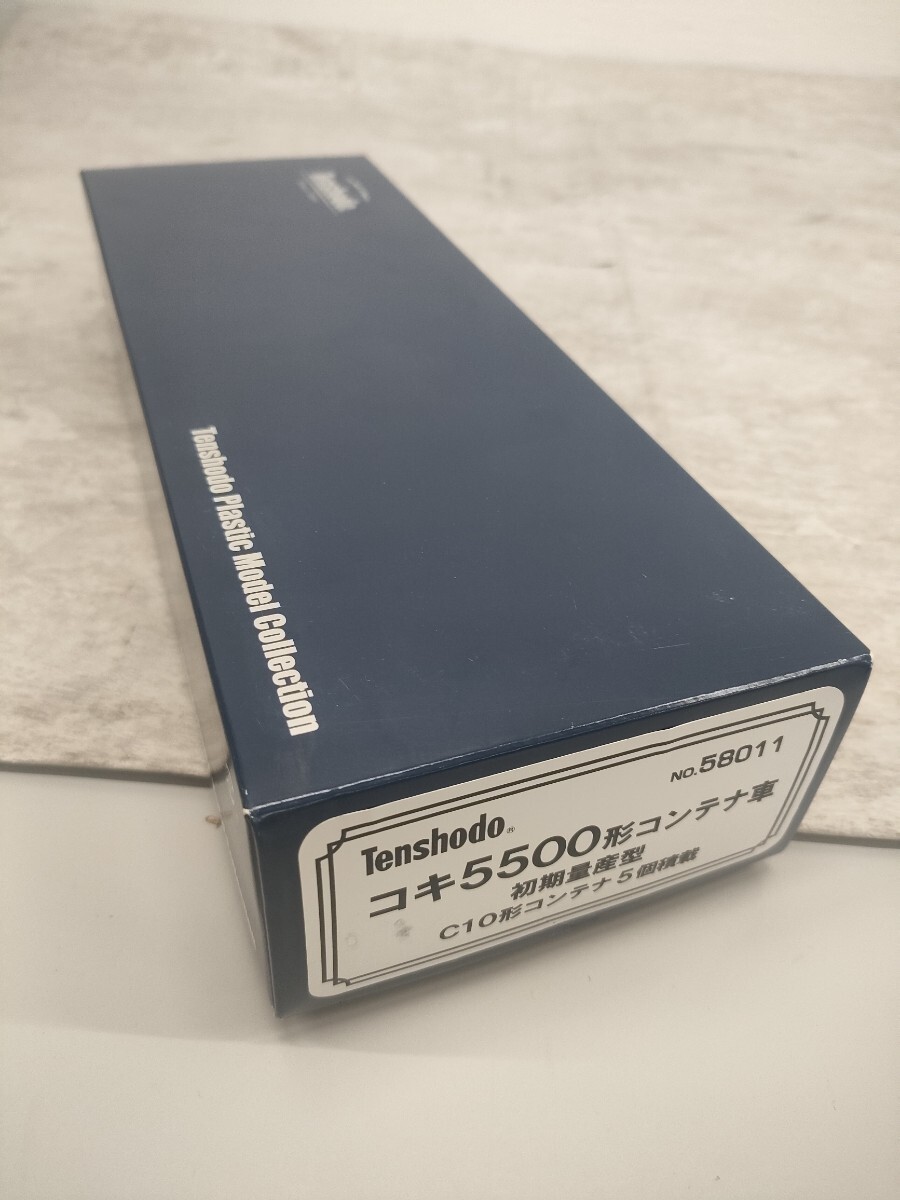 Tenshodo Plastic Model Collection
NO.58011
Tenshodo®
コキ5500形コンテナ車
初期量産型
C10形コンテナ5個積載